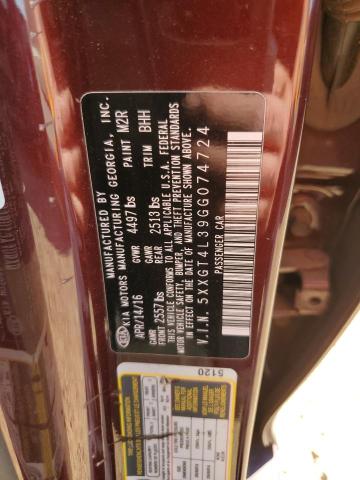 MANUFACTURED BY
KIA KIA MOTORS MANUFACTURING GEORGIA, INC.
APR/14/16 4497 lbs PAINT M2R
GAWR FRONT 2557 lbs GAWR REAR 2513 lbs TRIM BHH
THIS VEHICLE CONFORMS TO ALL APPLICABLE U.S.A. FEDERAL
MOTOR VEHICLE SAFETY, BUMPER, AND THEFT PREVENTION STANDARDS
IN EFFECT ON THE DATE OF MANUFACTURE SHOWN ABOVE.
V.I.N. 5XXGT4L39GG074724
PASSENGER CAR
5120